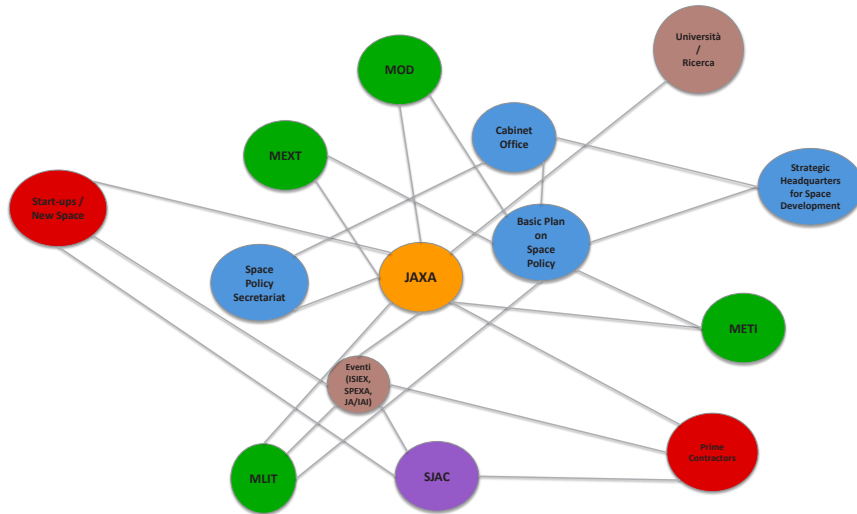 Università
/
Ricerca
MOD
Cabinet
Office
MEXT
Strategic
Headquarters
for Space
Development
Start-ups /
New Space
Basic Plan
on
Space
Policy
Space
Policy
Secretariat
JAXA
METI
Eventi
(ISIEX,
SPEXA,
JA/IAI)
Prime
Contractors
MLIT
SJAC